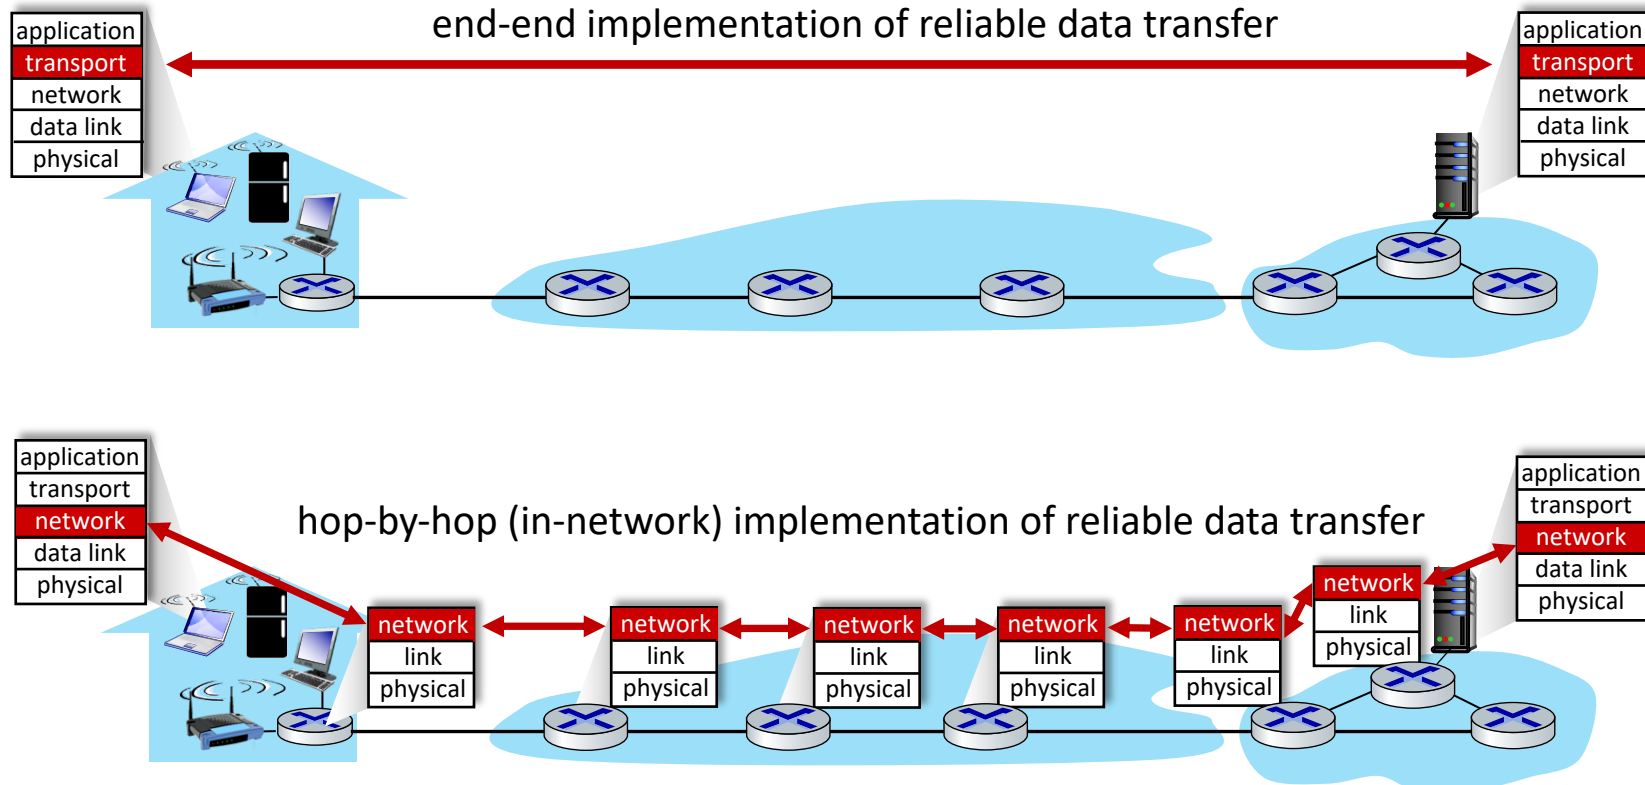 end-end implementation of reliable data transfer
application
transport
network
data link
physical
application
transport
network
data link
physical
hop-by-hop (in-network) implementation of reliable data transfer
application
transport
network
data link
physical
network
link
physical
network
link
physical
network
link
physical
network
link
physical
network
link
physical
network
link
physical
application
transport
network
data link
physical